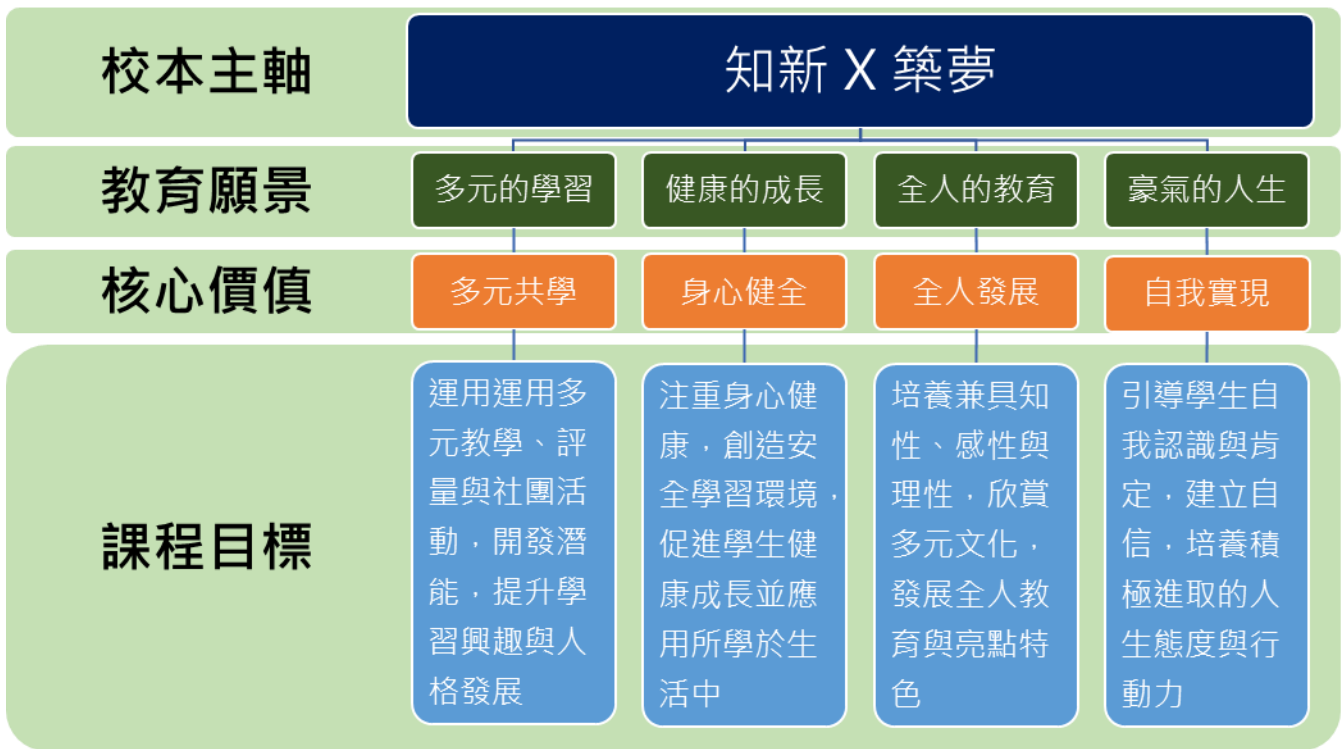 校本主軸
知新 X 築夢
教育願景
多元的學習
健康的成長
全人的教育
豪氣的人生
核心價值
多元共學
身心健全
全人發展
自我實現
課程目標
運用運用多
元教學、評
量與社團活
動，開發潛
能，提升學
習興趣與人
格發展
注重身心健
康，創造安
全學習環境，
促進學生健
康成長並應
用所學於生
活中
培養兼具知
性、感性與
理性，欣賞
多元文化，
發展全人教
育與亮點特
色
引導學生自
我認識與肯
定，建立自
信，培養積
極進取的人
生態度與行
動力